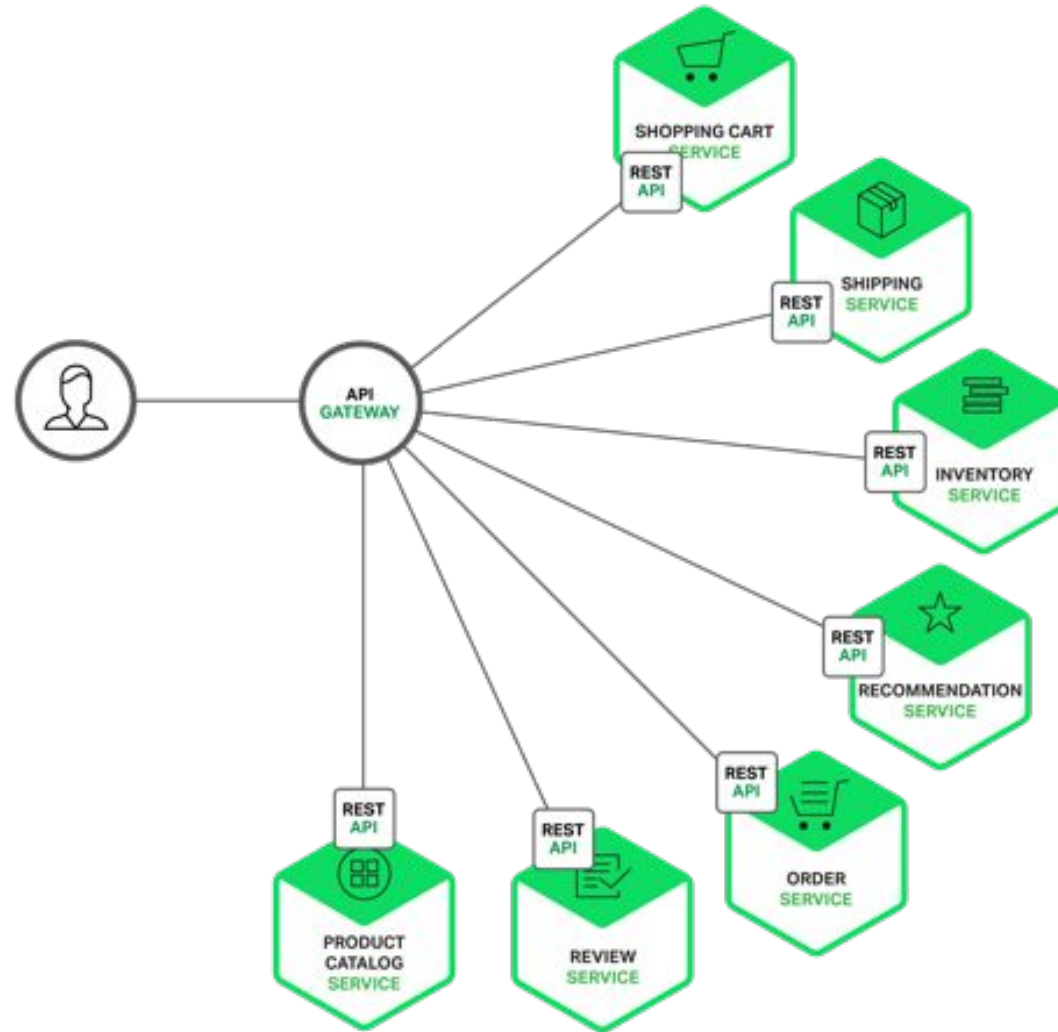 SHOPPING CART
SERVICE
REST
API
SHIPPING
SERVICE
REST
API
API
GATEWAY
REST
API
INVENTORY
SERVICE
REST
API
RECOMMENDATION
SERVICE
REST
API
ORDER
SERVICE
REST
API
PRODUCT
CATALOG
SERVICE
REST
API
REVIEW
SERVICE